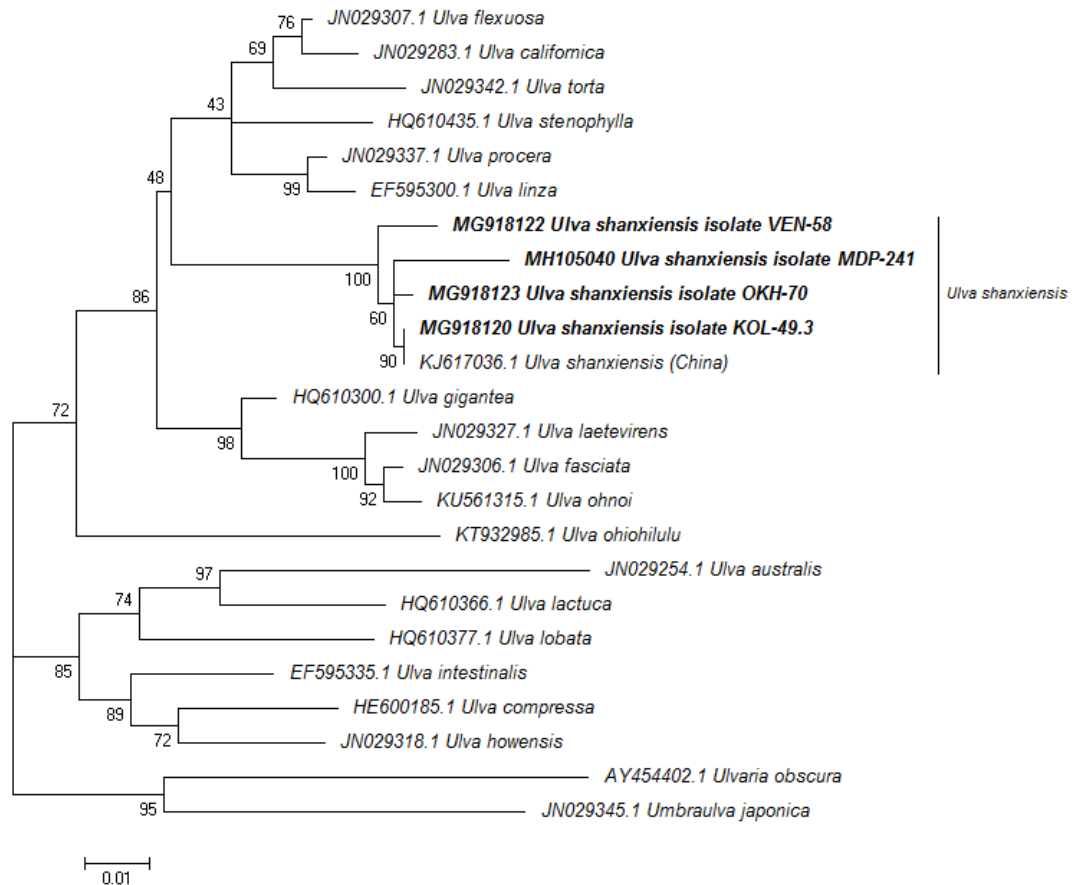 76
JN029307.1 Ulva flexuosa
69
JN029283.1 Ulva californica
JN029342.1 Ulva torta
43
HQ610435.1 Ulva stenophylla
JN029337.1 Ulva procera
48
99
EF595300.1 Ulva linza
MG918122 Ulva shanxiensis isolate VEN-58
MH105040 Ulva shanxiensis isolate MDP-241
100
MG918123 Ulva shanxiensis isolate OKH-70
Ulva shanxiensis
86
60
MG918120 Ulva shanxiensis isolate KOL-49.3
90
KJ617036.1 Ulva shanxiensis (China)
HQ610300.1 Ulva gigantea
72
98
JN029327.1 Ulva laetevirens
100
JN029306.1 Ulva fasciata
92
KU561315.1 Ulva ohnoi
KT932985.1 Ulva ohiohilulu
97
JN029254.1 Ulva australis
74
HQ610366.1 Ulva lactuca
HQ610377.1 Ulva lobata
85
EF595335.1 Ulva intestinalis
89
HE600185.1 Ulva compressa
72
JN029318.1 Ulva howensis
AY454402.1 Ulvaria obscura
95
JN029345.1 Umbraulva japonica
0.01